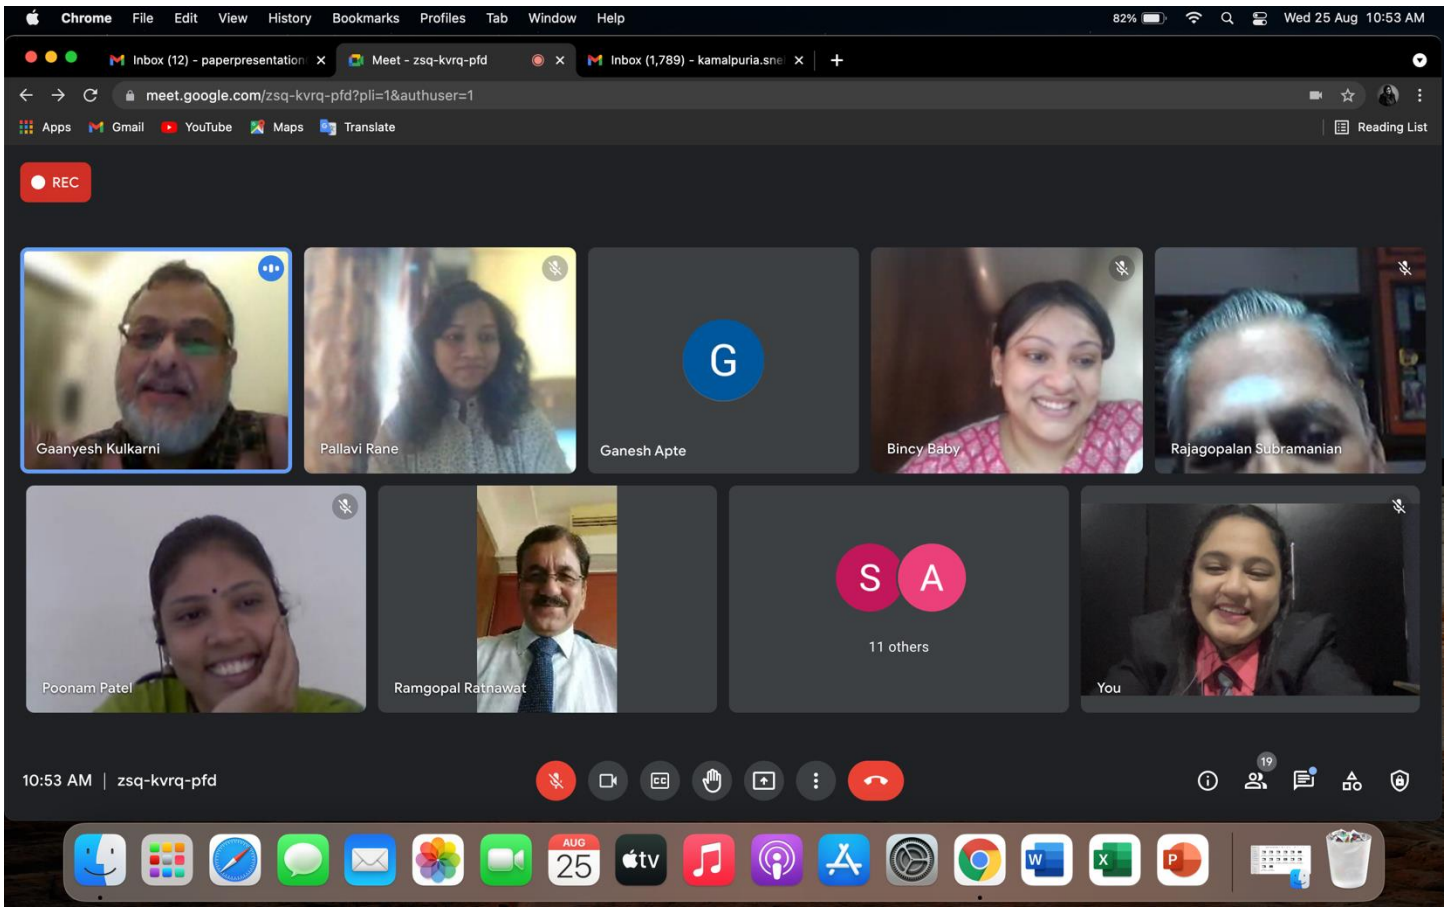 Chrome File Edit View History Bookmarks Profiles Tab Window Help 82% Wed 25 Aug 10:53 AM
Inbox (12) - paperpresentation Meet - zsq-kvrq-pfd Inbox (1,789) - kamalpuria.snel
meet.google.com/zsq-kvrq-pfd?pli=1&authuser=1
Apps Gmail YouTube Maps Translate Reading List
REC
G
Gaanyesh Kulkarni Pallavi Rane Ganesh Apte Bincy Baby Rajagopalan Subramanian
S A
11 others
Poonam Patel Ramgopal Ratnawat You
19
10:53 AM | zsq-kvrq-pfd CC
AUG
25 tv W X P